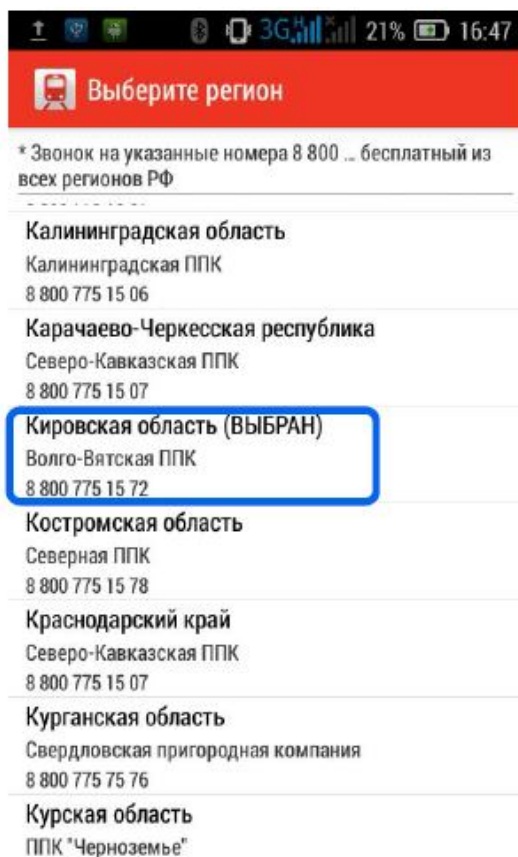 3G H 21% 16:47
Выберите регион
* Звонок на указанные номера 8 800 ... бесплатный из
всех регионов РФ
Калининградская область
Калининградская ППК
8 800 775 15 06
Карачаево-Черкесская республика
Северо-Кавказская ППК
8 800 775 15 07
Кировская область (ВЫБРАН)
Волго-Вятская ППК
8 800 775 15 72
Костромская область
Северная ППК
8 800 775 15 78
Краснодарский край
Северо-Кавказская ППК
8 800 775 15 07
Курганская область
Свердловская пригородная компания
8 800 775 75 76
Курская область
ППК "Черноземье"